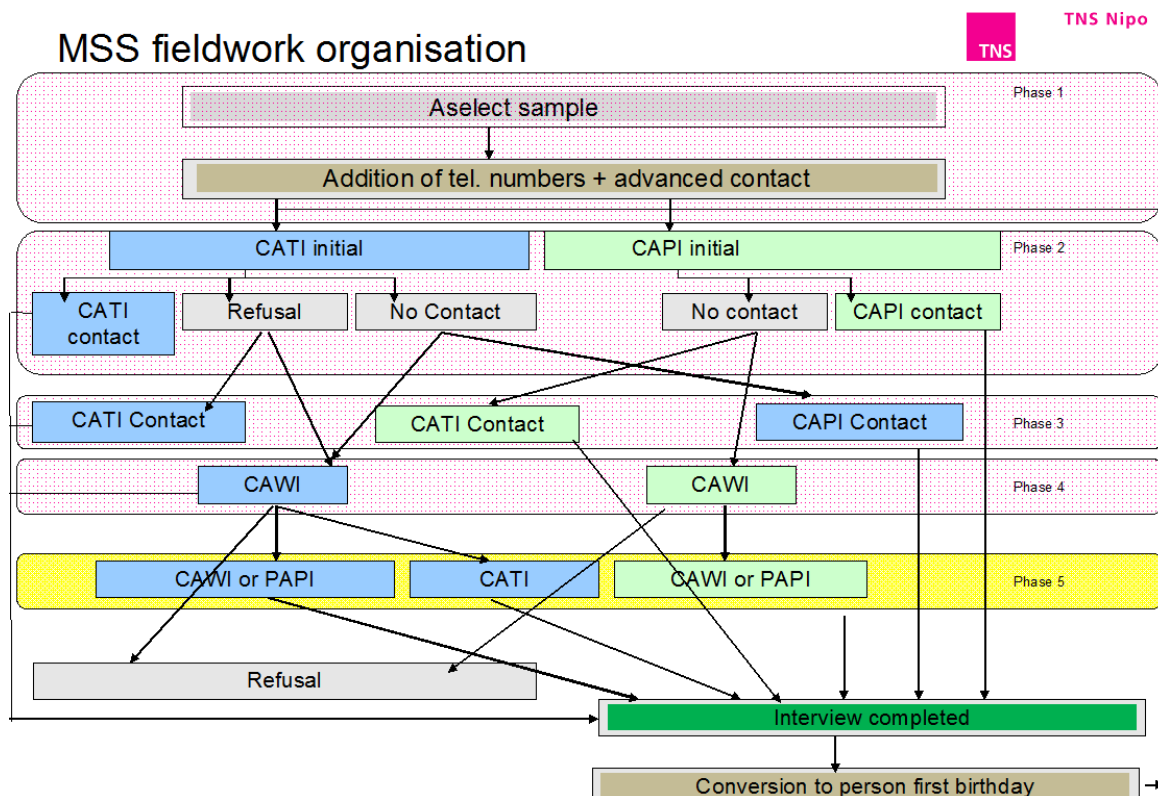 TNS Nipo
TNS
MSS fieldwork organisation
Phase 1
Aselect sample
Addition of tel. numbers + advanced contact
CATI initial
CAPI initial
Phase 2
CATI
contact
Refusal
No Contact
No contact
CAPI contact
CATI Contact
CATI Contact
CAPI Contact
Phase 3
CAWI
CAWI
Phase 4
CAWI or PAPI
CATI
CAWI or PAPI
Phase 5
Refusal
Interview completed
Conversion to person first birthday